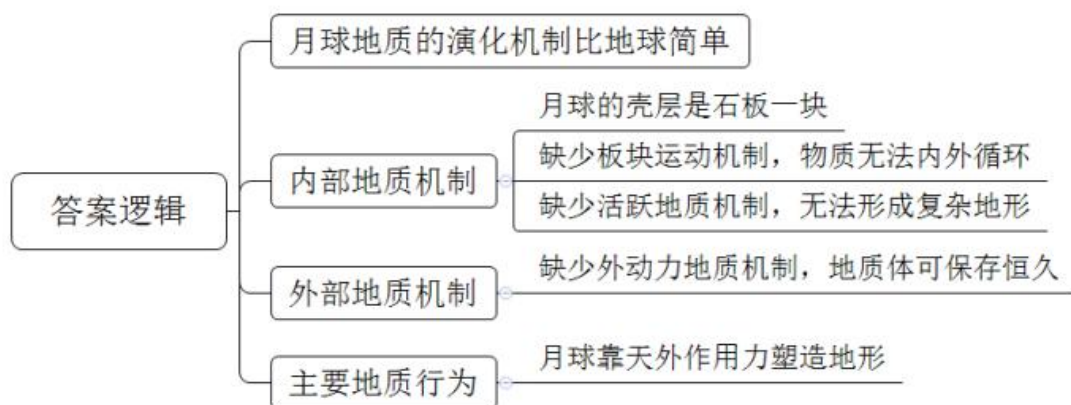 答案逻辑
月球地质的演化机制比地球简单
内部地质机制
月球的壳层是石板一块
缺少板块运动机制，物质无法内外循环
缺少活跃地质机制，无法形成复杂地形
外部地质机制
缺少外动力地质机制，地质体可保存恒久
主要地质行为
月球靠天外作用力塑造地形